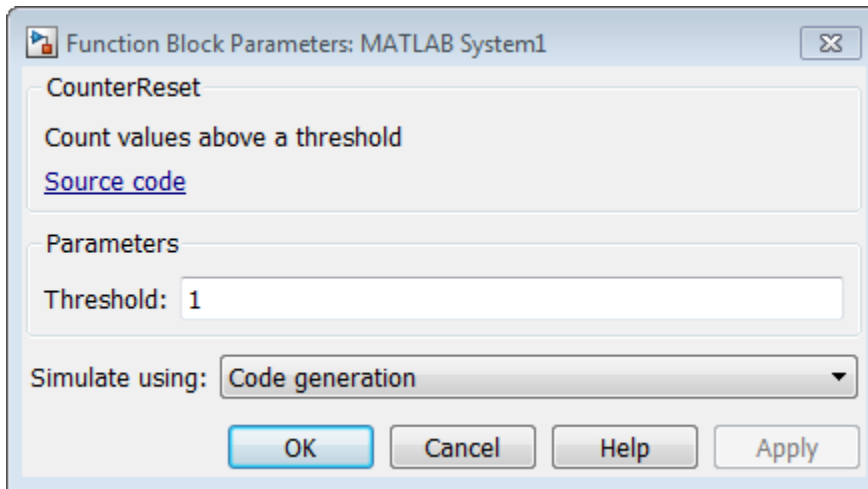 Function Block Parameters: MATLAB System1
CounterReset
Count values above a threshold
Source code
Parameters
Threshold: 1
Simulate using: Code generation
OK Cancel Help Apply